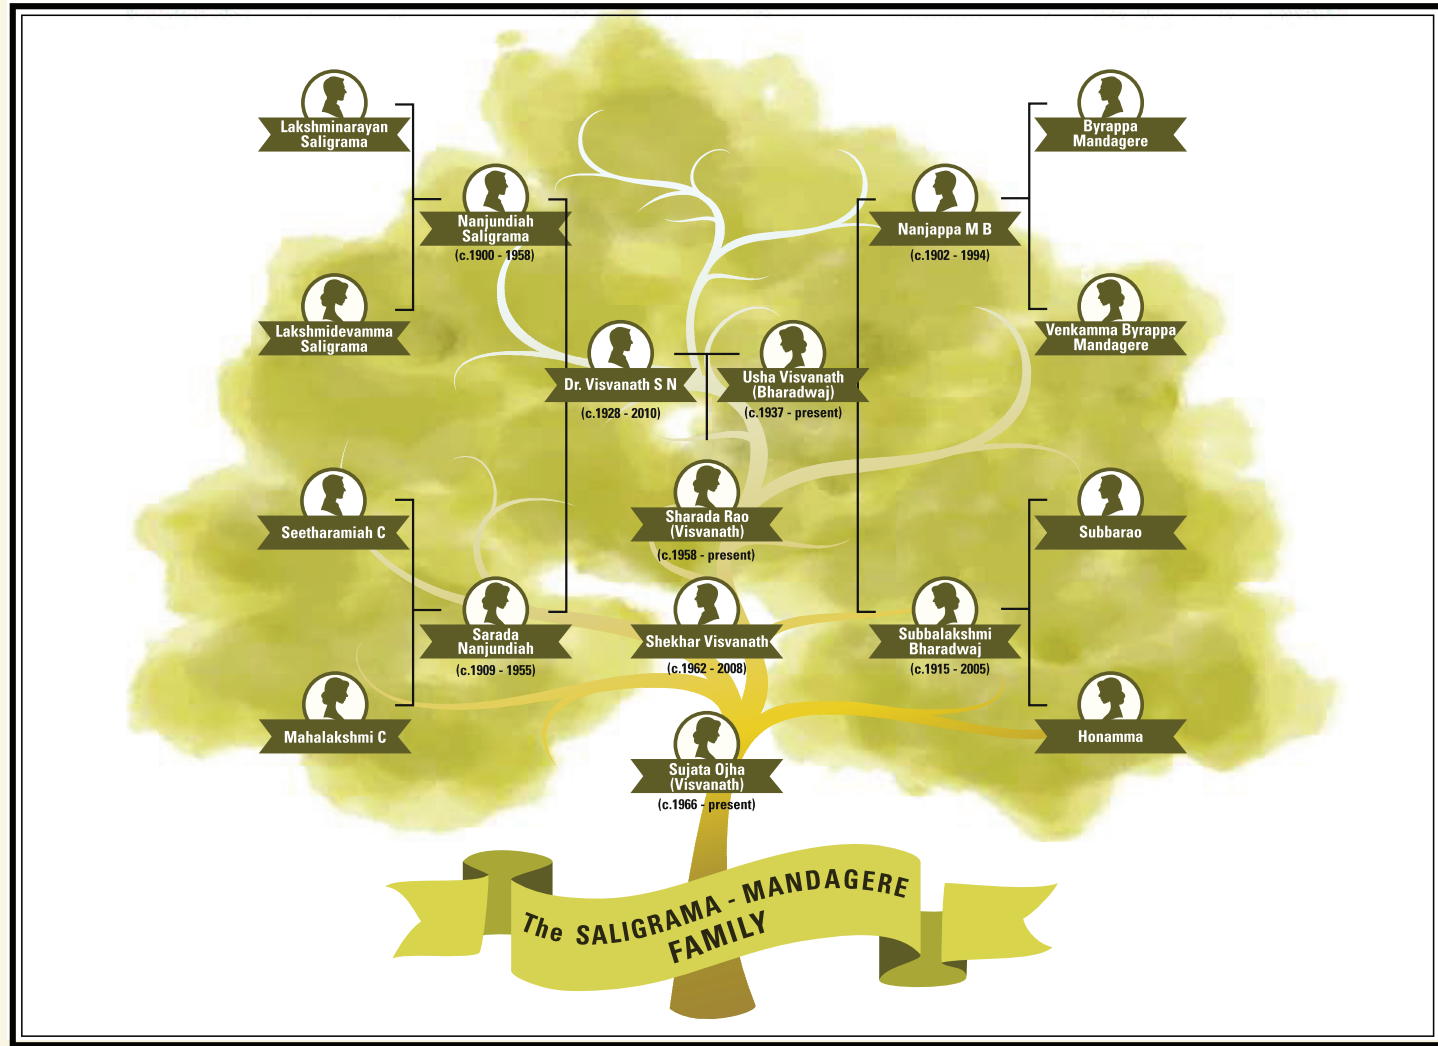 Lakshminarayan
Saligrama
Byrappa
Mandagere
Nanjundiah
Saligrama
(c.1900 - 1958)
Nanjappa M B
(c.1902 - 1994)
Lakshmidevamma
Saligrama
Venkamma Byrappa
Mandagere
Dr. Visvanath S N
(c.1928 - 2010)
Usha Visvanath
(Bharadwaj)
(c.1937 - present)
Seetharamiah C
Sharada Rao
(Visvanath)
(c.1958 - present)
Subbarao
Sarada
Nanjundiah
(c.1909 - 1955)
Shekhar Visvanath
(c.1962 - 2008)
Subbalakshmi
Bharadwaj
(c.1915 - 2005)
Mahalakshmi C
Sujata Ojha
(Visvanath)
(c.1966 - present)
Honamma
The SALIGRAMA - MANDAGERE
FAMILY